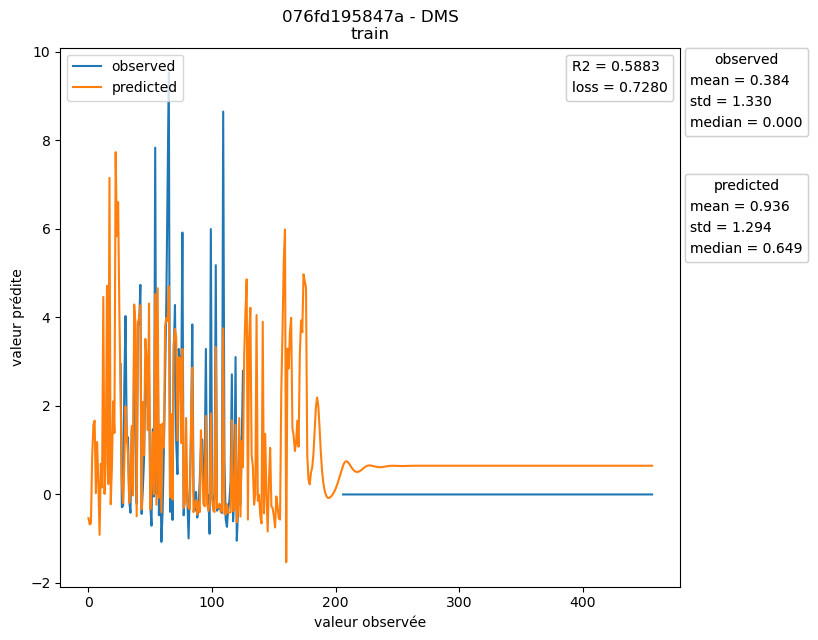 076fd195847a - DMS
train
observed
predicted
R2 = 0.5883
loss = 0.7280
observed
mean = 0.384
std = 1.330
median = 0.000
predicted
mean = 0.936
std = 1.294
median = 0.649
10
8
6
4
2
0
−2
valeur prédite
0
100
200
300
400
valeur observée